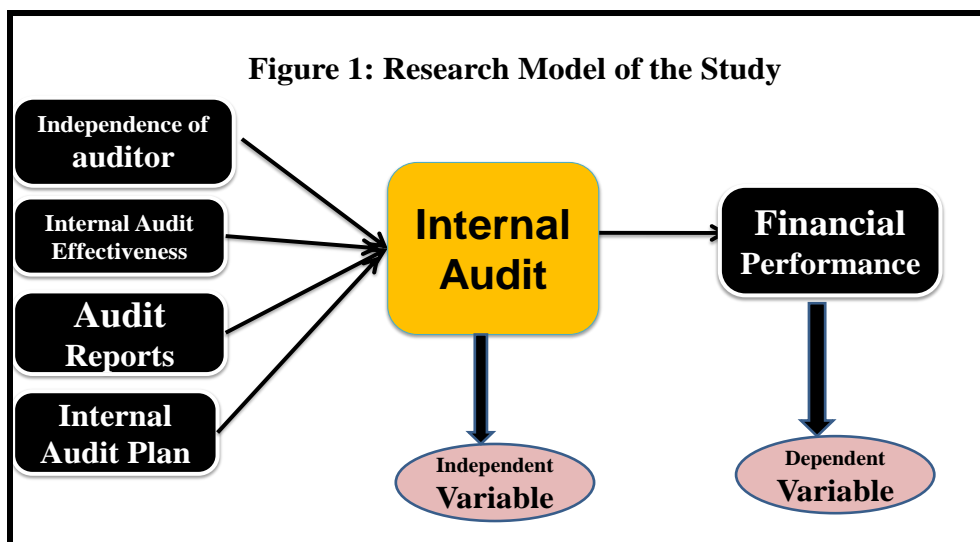 Figure 1: Research Model of the Study
Independence of
auditor
Internal Audit
Effectiveness
Audit
Reports
Internal
Audit Plan
Internal
Audit
Financial
Performance
Independent
Variable
Dependent
Variable